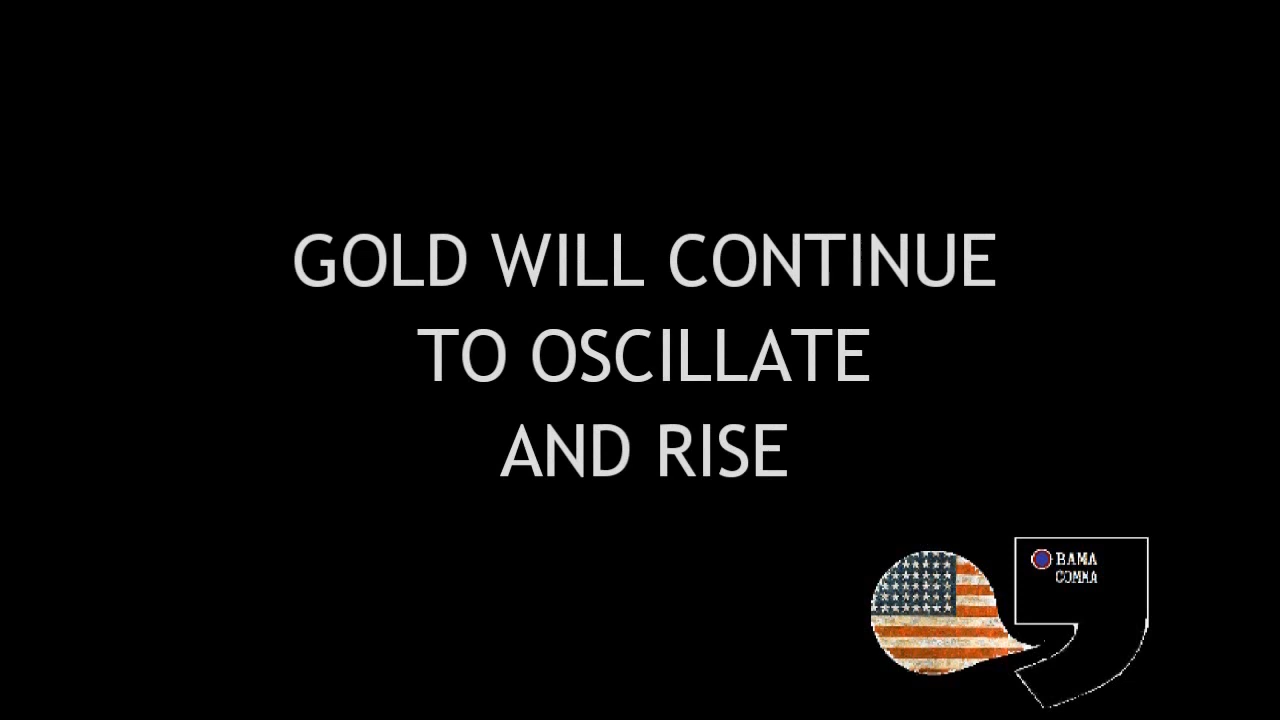 GOLD WILL CONTINUE
TO OSCILLATE
AND RISE
BAMA
COMMA